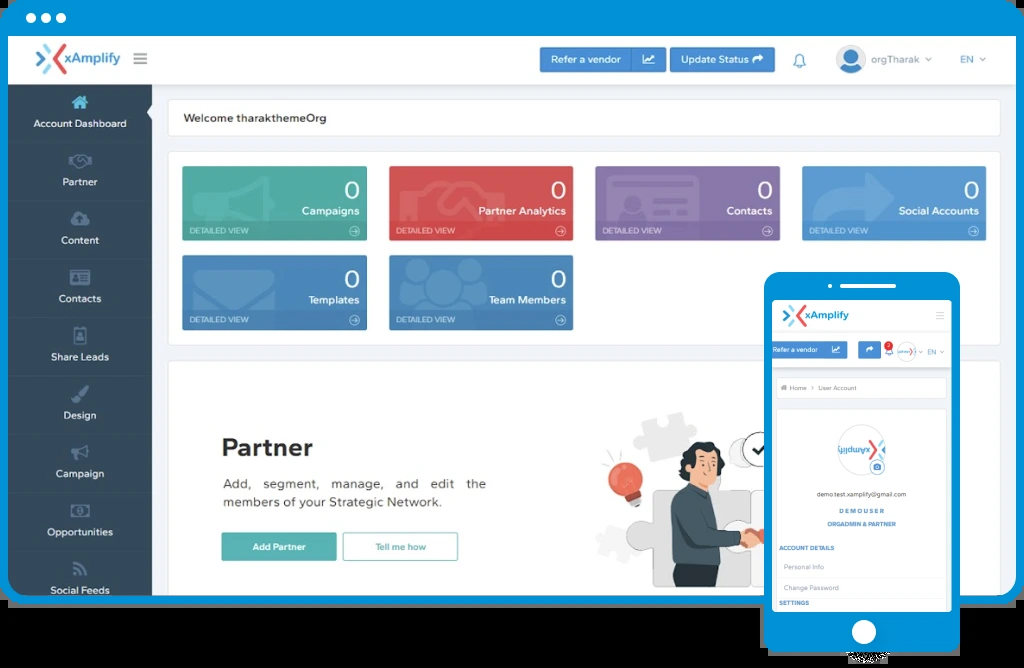 xAmplify
Refer a vendor
Update Status
orgTharak
EN
Account Dashboard
Partner
Content
Contacts
Share Leads
Design
Campaign
Opportunities
Social Feeds
Welcome tharakthemeOrg
0
Campaigns
DETAILED VIEW
0
Partner Analytics
DETAILED VIEW
0
Contacts
DETAILED VIEW
0
Social Accounts
DETAILED VIEW
0
Templates
DETAILED VIEW
0
Team Members
DETAILED VIEW
Partner
Add, segment, manage, and edit the
members of your Strategic Network.
Add Partner
Tell me how
xAmplify
Refer a vendor
EN
Home > User Account
xAmplify
demo.test.xamplify@gmail.com
DEMOUSER
ORGADMIN & PARTNER
ACCOUNT DETAILS
Personal Info
Change Password
SETTINGS